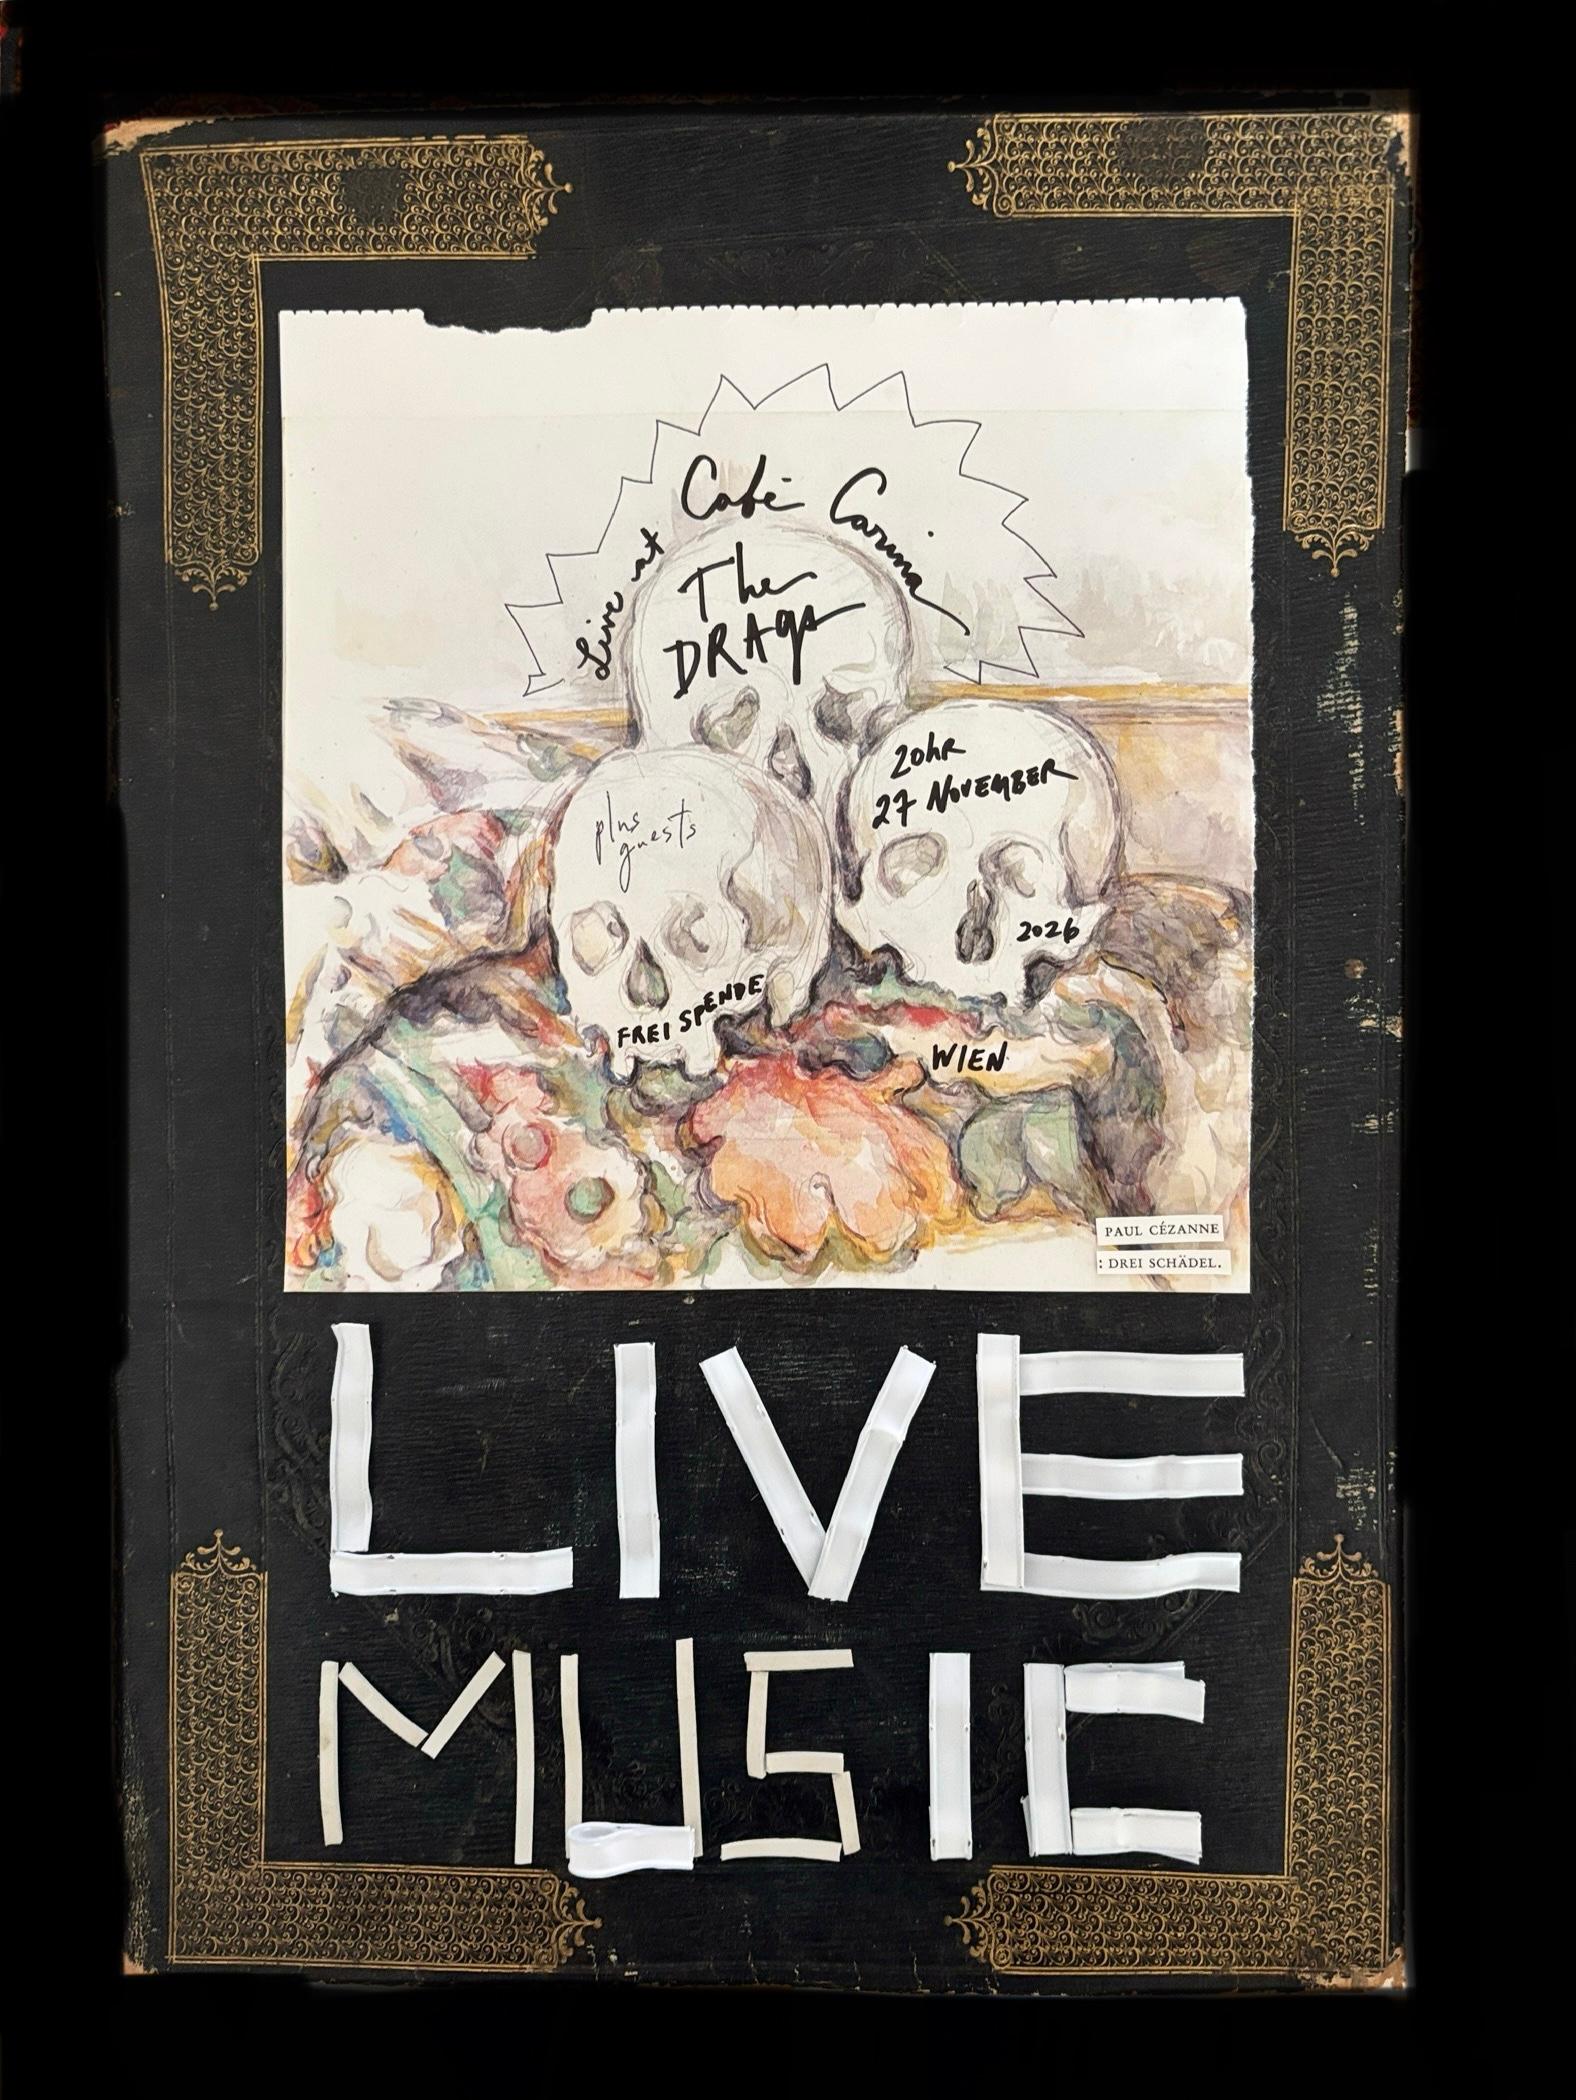 Live at Café Carina
The
DRAgs
20hR
27 NOVEMBER
plus
guests
2026
FREI SPENDE
WIEN
PAUL CÉZANNE
: DREI SCHÄDEL.
LIVE
MUSIC